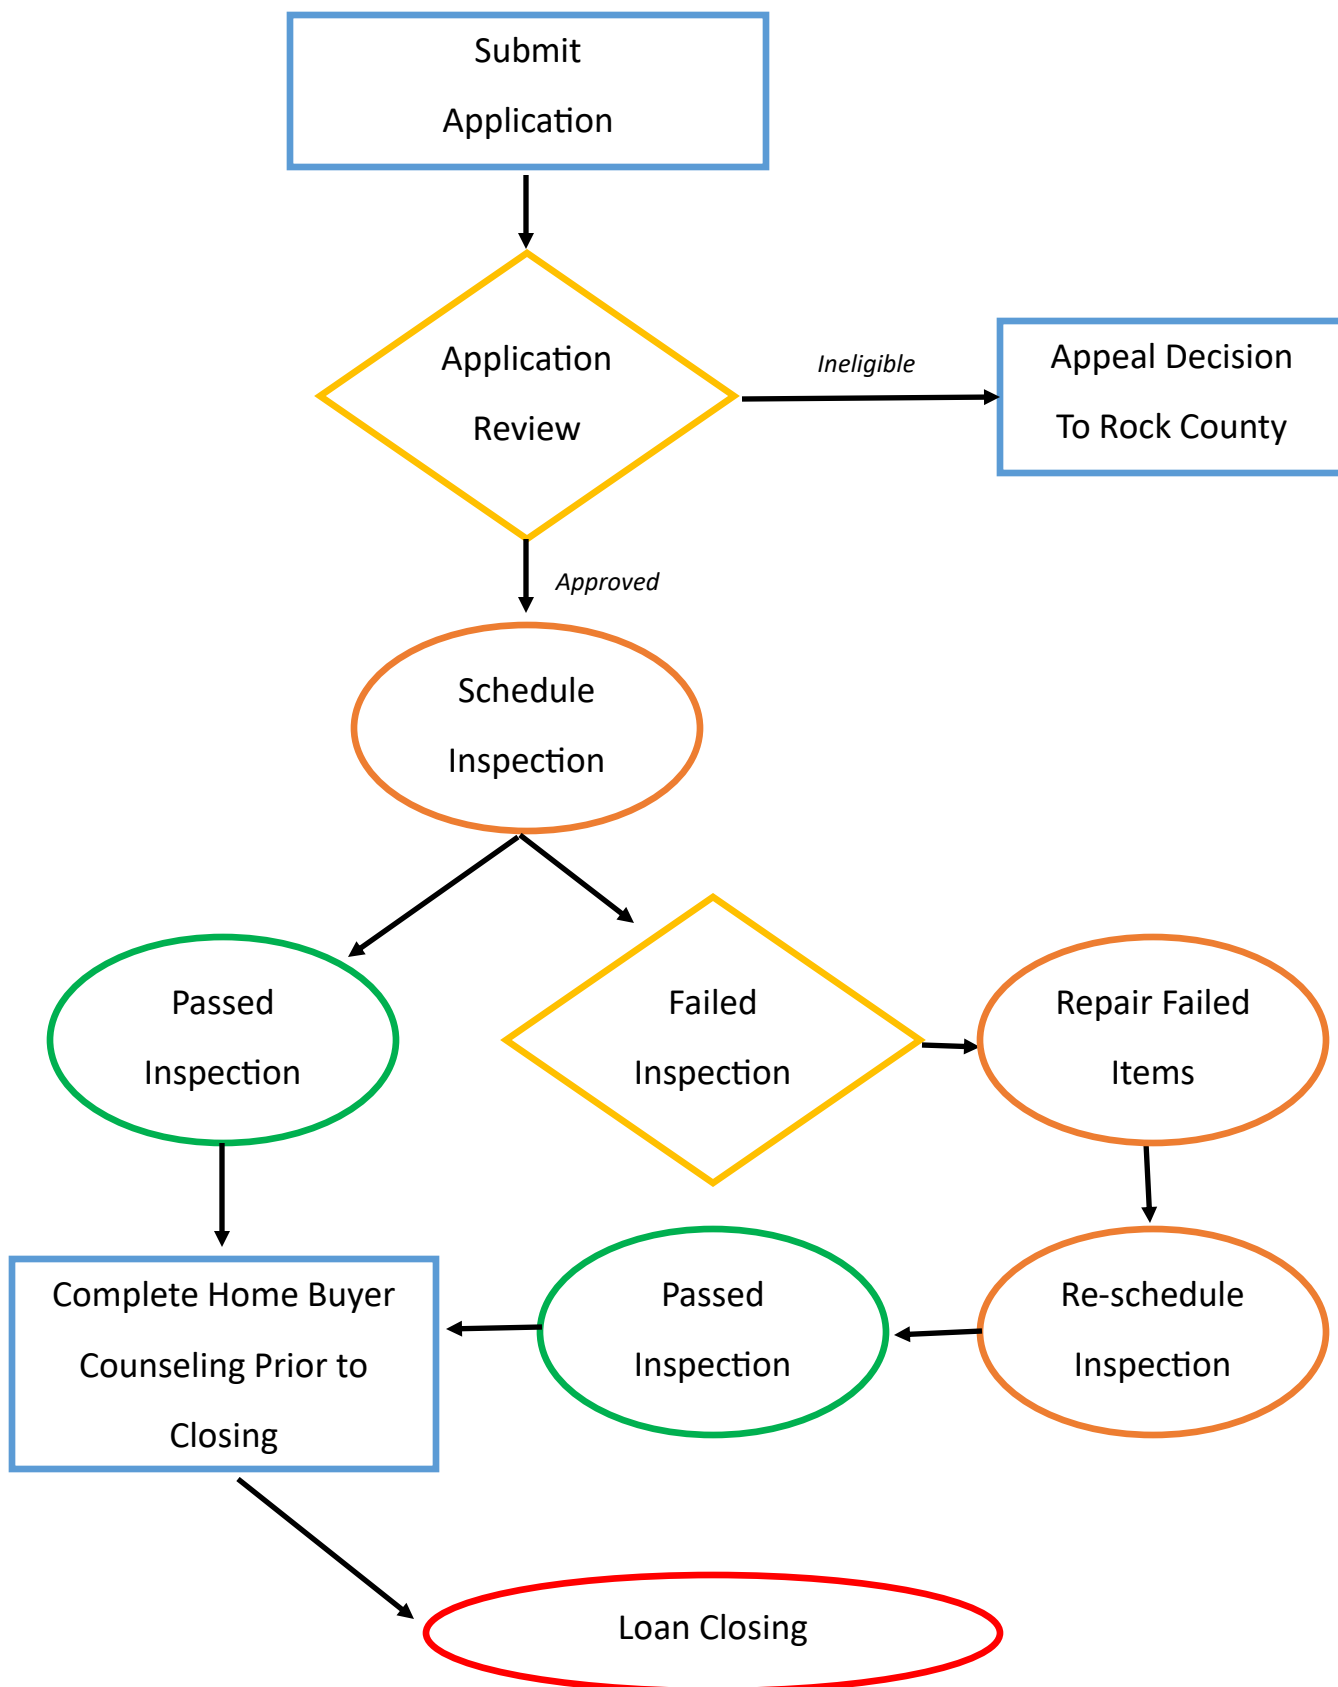 Submit
Application
Application
Review
Ineligible
Appeal Decision
To Rock County
Approved
Schedule
Inspection
Passed
Inspection
Failed
Inspection
Repair Failed
Items
Complete Home Buyer
Counseling Prior to
Closing
Passed
Inspection
Re-schedule
Inspection
Loan Closing